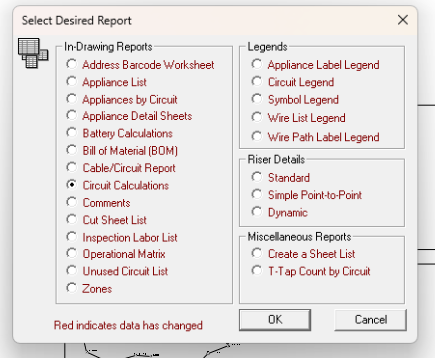 Select Desired Report
In-Drawing Reports
Address Barcode Worksheet
Appliance List
Appliances by Circuit
Appliance Detail Sheets
Battery Calculations
Bill of Material (BOM)
Cable/Circuit Report
Circuit Calculations
Comments
Cut Sheet List
Inspection Labor List
Operational Matrix
Unused Circuit List
Zones
Legends
Appliance Label Legend
Circuit Legend
Symbol Legend
Wire List Legend
Wire Path Label Legend
Riser Details
Standard
Simple Point-to-Point
Dynamic
Miscellaneous Reports
Create a Sheet List
T-Tap Count by Circuit
Red indicates data has changed
OK
Cancel